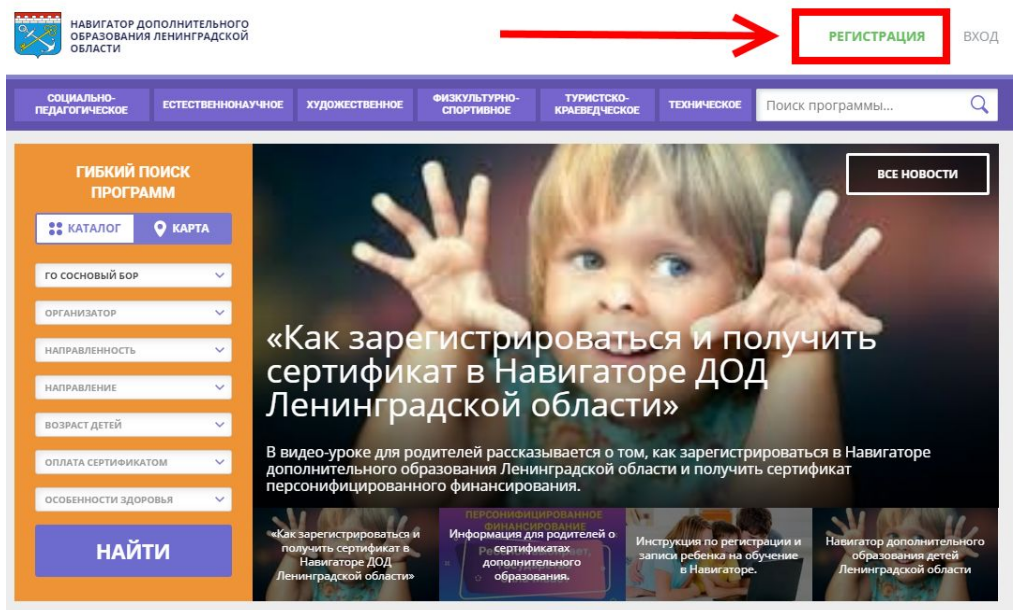 НАВИГАТОР ДОПОЛНИТЕЛЬНОГО
ОБРАЗОВАНИЯ ЛЕНИНГРАДСКОЙ
ОБЛАСТИ
РЕГИСТРАЦИЯ
ВХОД
СОЦИАЛЬНО-
ПЕДАГОГИЧЕСКОЕ
ЕСТЕСТВЕННОНАУЧНОЕ
ХУДОЖЕСТВЕННОЕ
ФИЗКУЛЬТУРНО-
СПОРТИВНОЕ
ТУРИСТСКО-
КРАЕВЕДЧЕСКОЕ
ТЕХНИЧЕСКОЕ
Поиск программы...
ГИБКИЙ ПОИСК
ПРОГРАММ
КАТАЛОГ
КАРТА
ГО СОСНОВЫЙ БОР
ОРГАНИЗАТОР
НАПРАВЛЕННОСТЬ
НАПРАВЛЕНИЕ
ВОЗРАСТ ДЕТЕЙ
ОПЛАТА СЕРТИФИКАТОМ
ОСОБЕННОСТИ ЗДОРОВЬЯ
НАЙТИ
ВСЕ НОВОСТИ
«Как зарегистрироваться и получить
сертификат в Навигаторе ДОД
Ленинградской области»
В видео-уроке для родителей рассказывается о том, как зарегистрироваться в Навигаторе
дополнительного образования Ленинградской области и получить сертификат
персонифицированного финансирования.
«Как зарегистрироваться и
получить сертификат в
Навигаторе ДОД
Ленинградской области»
ПЕРСОНИФИЦИРОВАННОЕ
ФИНАНСИРОВАНИЕ
Информация для родителей о
сертификатах
дополнительного
образования.
Инструкция по регистрации и
записи ребенка на обучение
в Навигаторе.
Навигатор дополнительного
образования детей
Ленинградской области